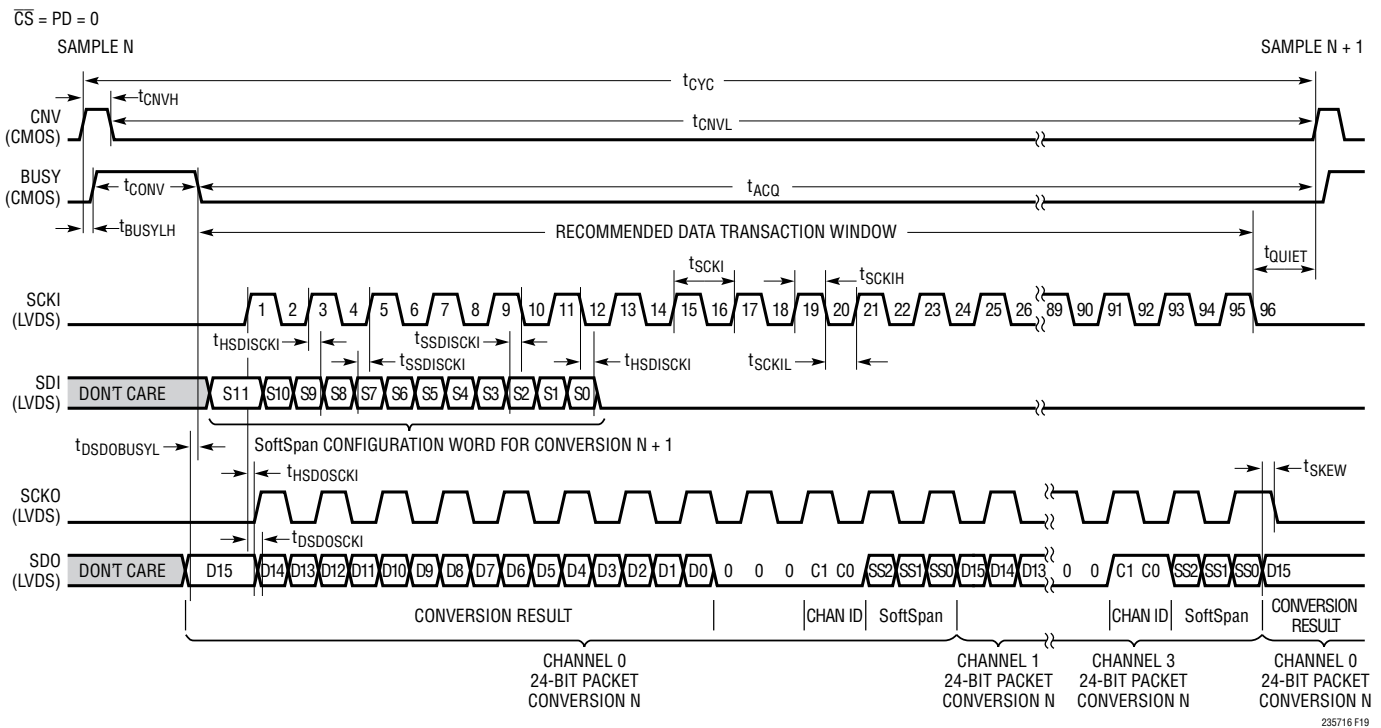 CS = PD = 0
SAMPLE N
SAMPLE N + 1
tCYC
tCNVH
CNV
(CMOS)
tCNVL
BUSY
(CMOS)
tCONV
tACQ
tBUSYLH
RECOMMENDED DATA TRANSACTION WINDOW
tQUIET
tSCKI
tSCKIH
SCKI
(LVDS)
1 2 3 4 5 6 7 8 9 10 11 12 13 14 15 16 17 18 19 20 21 22 23 24 25 26 89 90 91 92 93 94 95 96
tHSDISCKI
tSSDISCKI
tSSDISCKI
tHSDISCKI
tSCKIL
SDI
(LVDS)
DON'T CARE S11 S10 S9 S8 S7 S6 S5 S4 S3 S2 S1 S0
tDSDOBUSYL
SoftSpan CONFIGURATION WORD FOR CONVERSION N + 1
tHSDOSCKI
tSKEW
SCKO
(LVDS)
tDSDOSCKI
SDO
(LVDS)
DON'T CARE D15 D14 D13 D12 D11 D10 D9 D8 D7 D6 D5 D4 D3 D2 D1 D0 0 0 0 C1 C0 SS2 SS1 SS0 D15 D14 D13 0 0 C1 C0 SS2 SS1 SS0 D15
CONVERSION RESULT
CHAN ID
SoftSpan
CHAN ID
SoftSpan
CONVERSION
RESULT
CHANNEL 0
24-BIT PACKET
CONVERSION N
CHANNEL 1
24-BIT PACKET
CONVERSION N
CHANNEL 3
24-BIT PACKET
CONVERSION N
CHANNEL 0
24-BIT PACKET
CONVERSION N
235716 F19